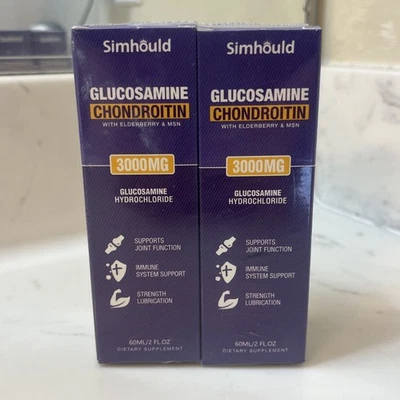 Simhould
GLUCOSAMINE
CHONDROITIN
WITH ELDERBERRY & MSN
3000MG
GLUCOSAMINE
HYDROCHLORIDE
SUPPORTS
JOINT FUNCTION
IMMUNE
SYSTEM SUPPORT
STRENGTH
LUBRICATION
60ML/2 FL OZ
DIETARY SUPPLEMENT
Simhould
GLUCOSAMINE
CHONDROITIN
WITH ELDERBERRY & MSN
3000MG
GLUCOSAMINE
HYDROCHLORIDE
SUPPORTS
JOINT FUNCTION
IMMUNE
SYSTEM SUPPORT
STRENGTH
LUBRICATION
60ML/2 FL OZ
DIETARY SUPPLEMENT